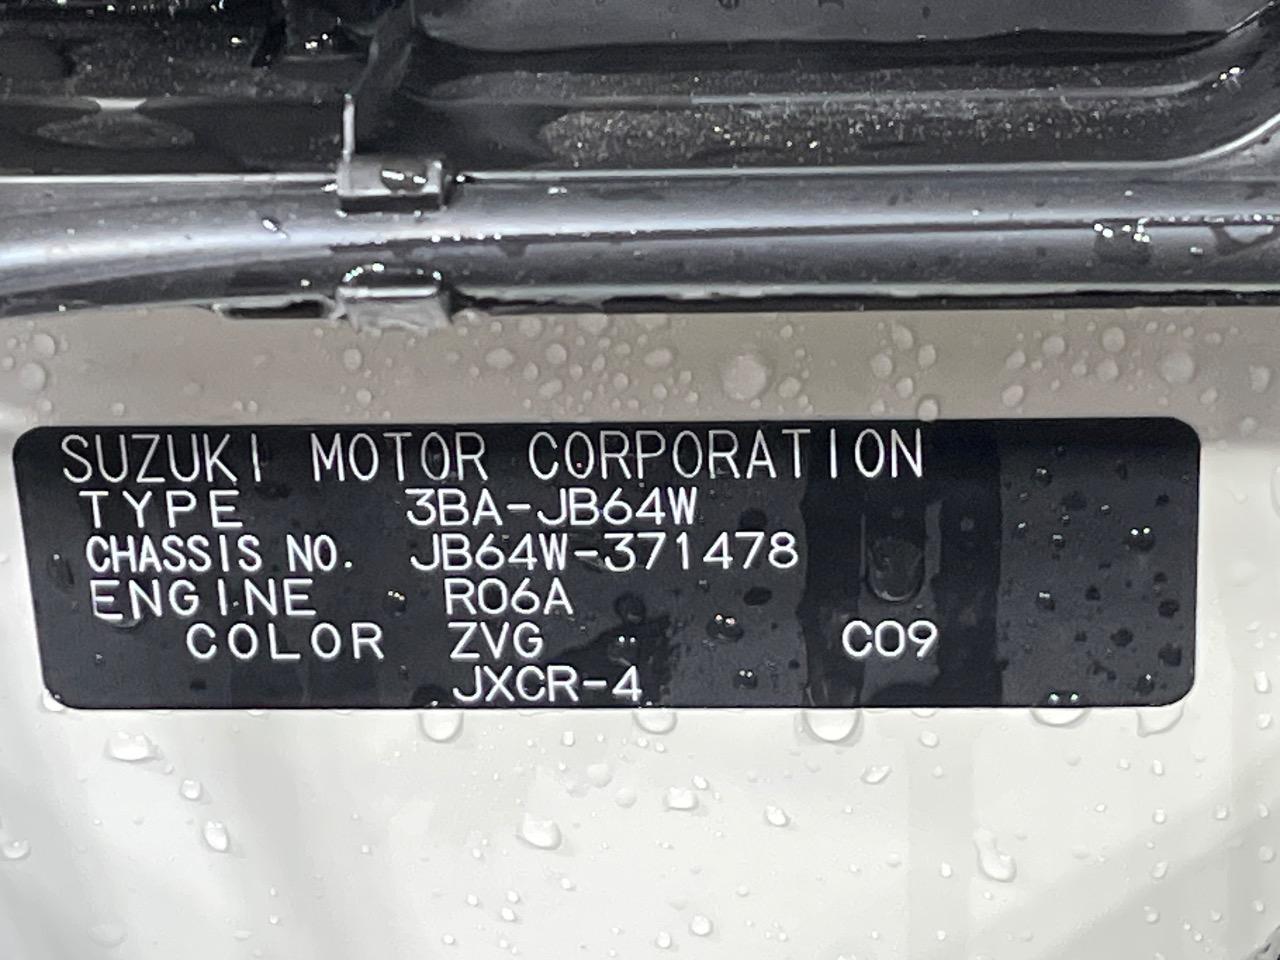 SUZUKI MOTOR CORPORATION
TYPE 3BA-JB64W
CHASSIS NO. JB64W-371478
ENGINE R06A
COLOR ZVG C09
JXCR-4